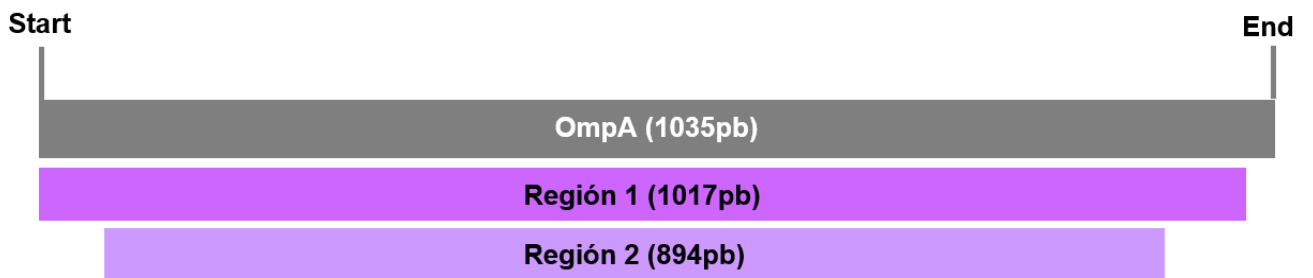 Start
End
OmpA (1035pb)
Región 1 (1017pb)
Región 2 (894pb)